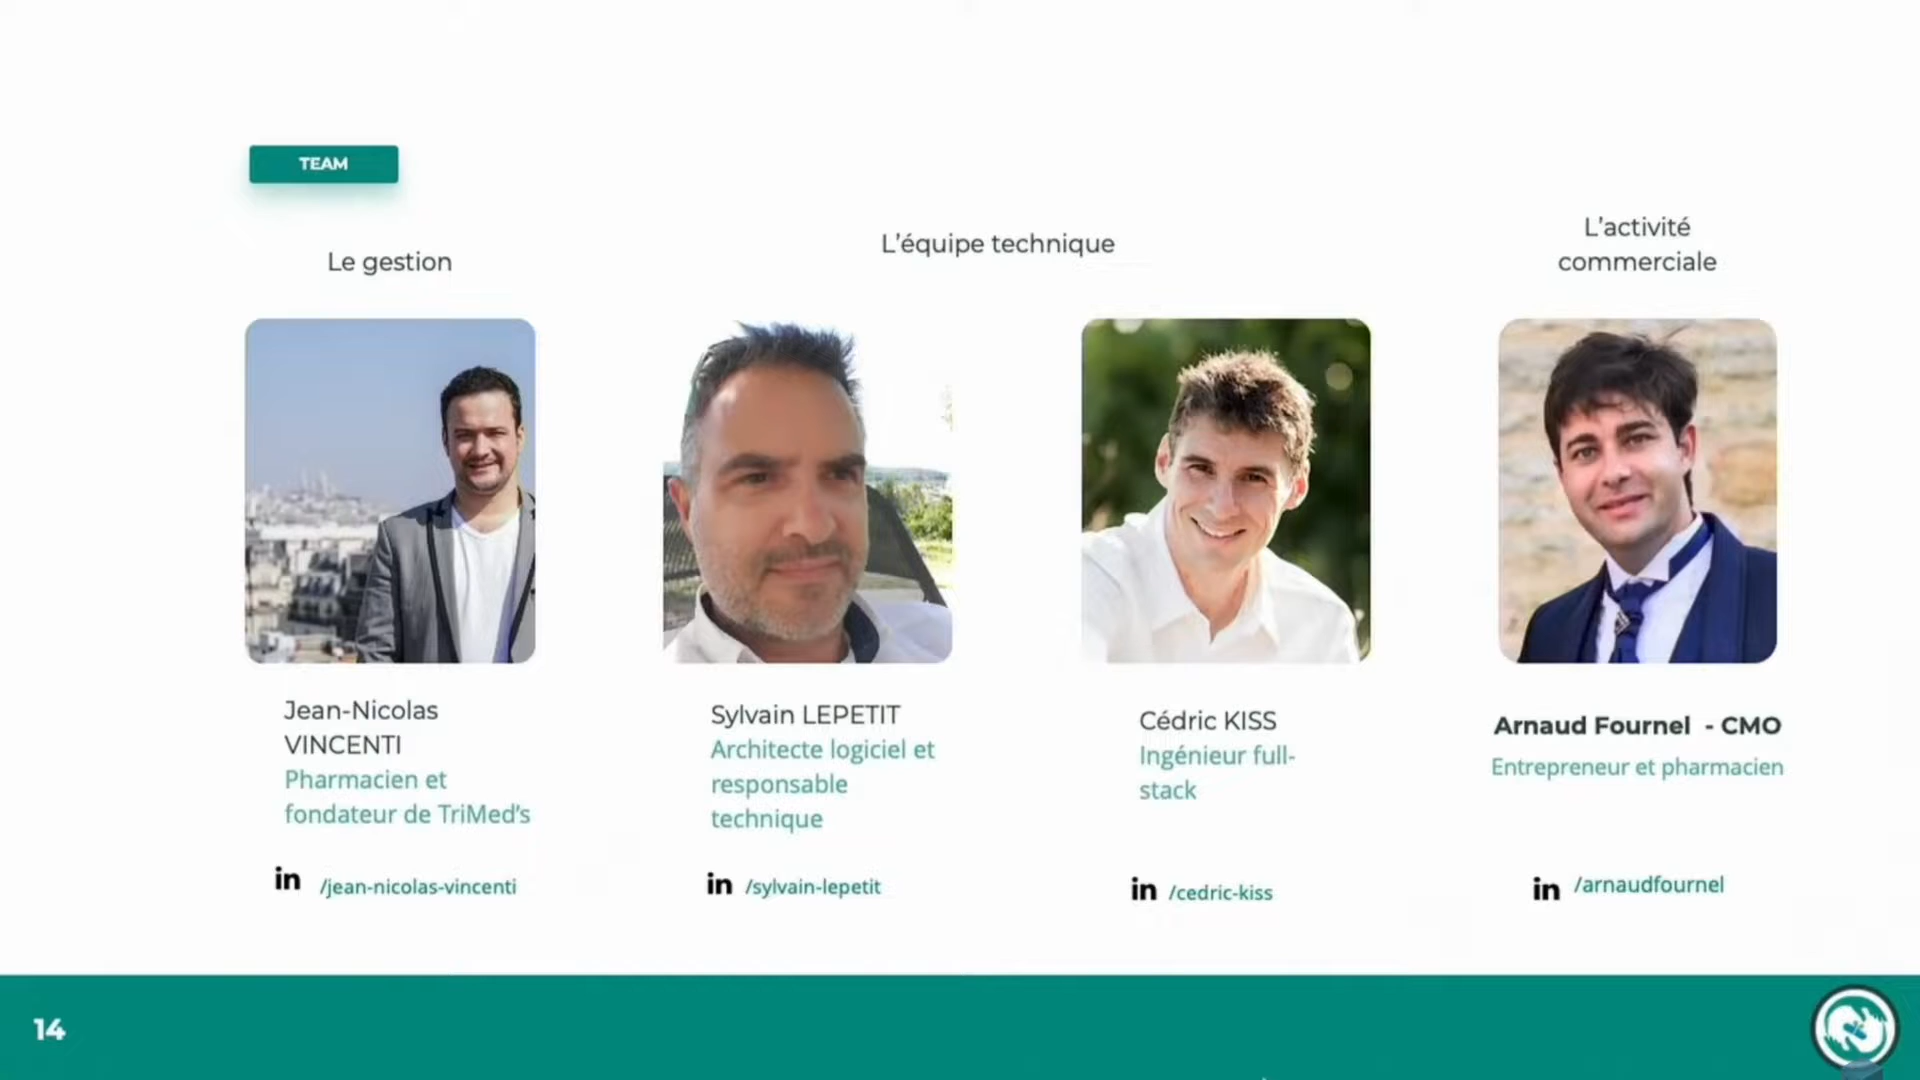 TEAM
Le gestion
L'équipe technique
L'activité
commerciale
Jean-Nicolas
VINCENTI
Pharmacien et
fondateur de TriMed's
in /jean-nicolas-vincenti
Sylvain LEPETIT
Architecte logiciel et
responsable
technique
in /sylvain-lepetit
Cédric KISS
Ingénieur full-
stack
in /cedric-kiss
Arnaud Fournel - CMO
Entrepreneur et pharmacien
in /arnaudfournel
14